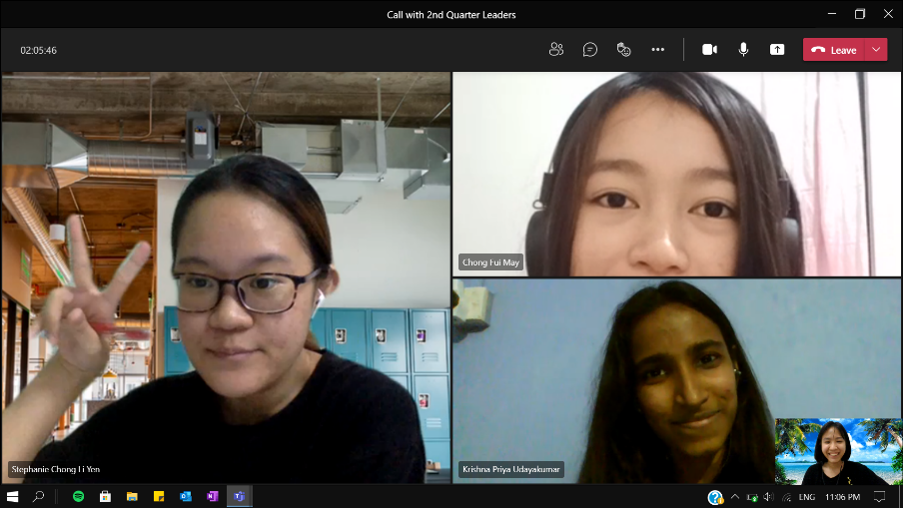 Call with 2nd Quarter Leaders
02:05:46
Leave
Chong Fui May
Stephanie Chong Li Yen
Krishna Priya Udayakumar
ENG
11:06 PM